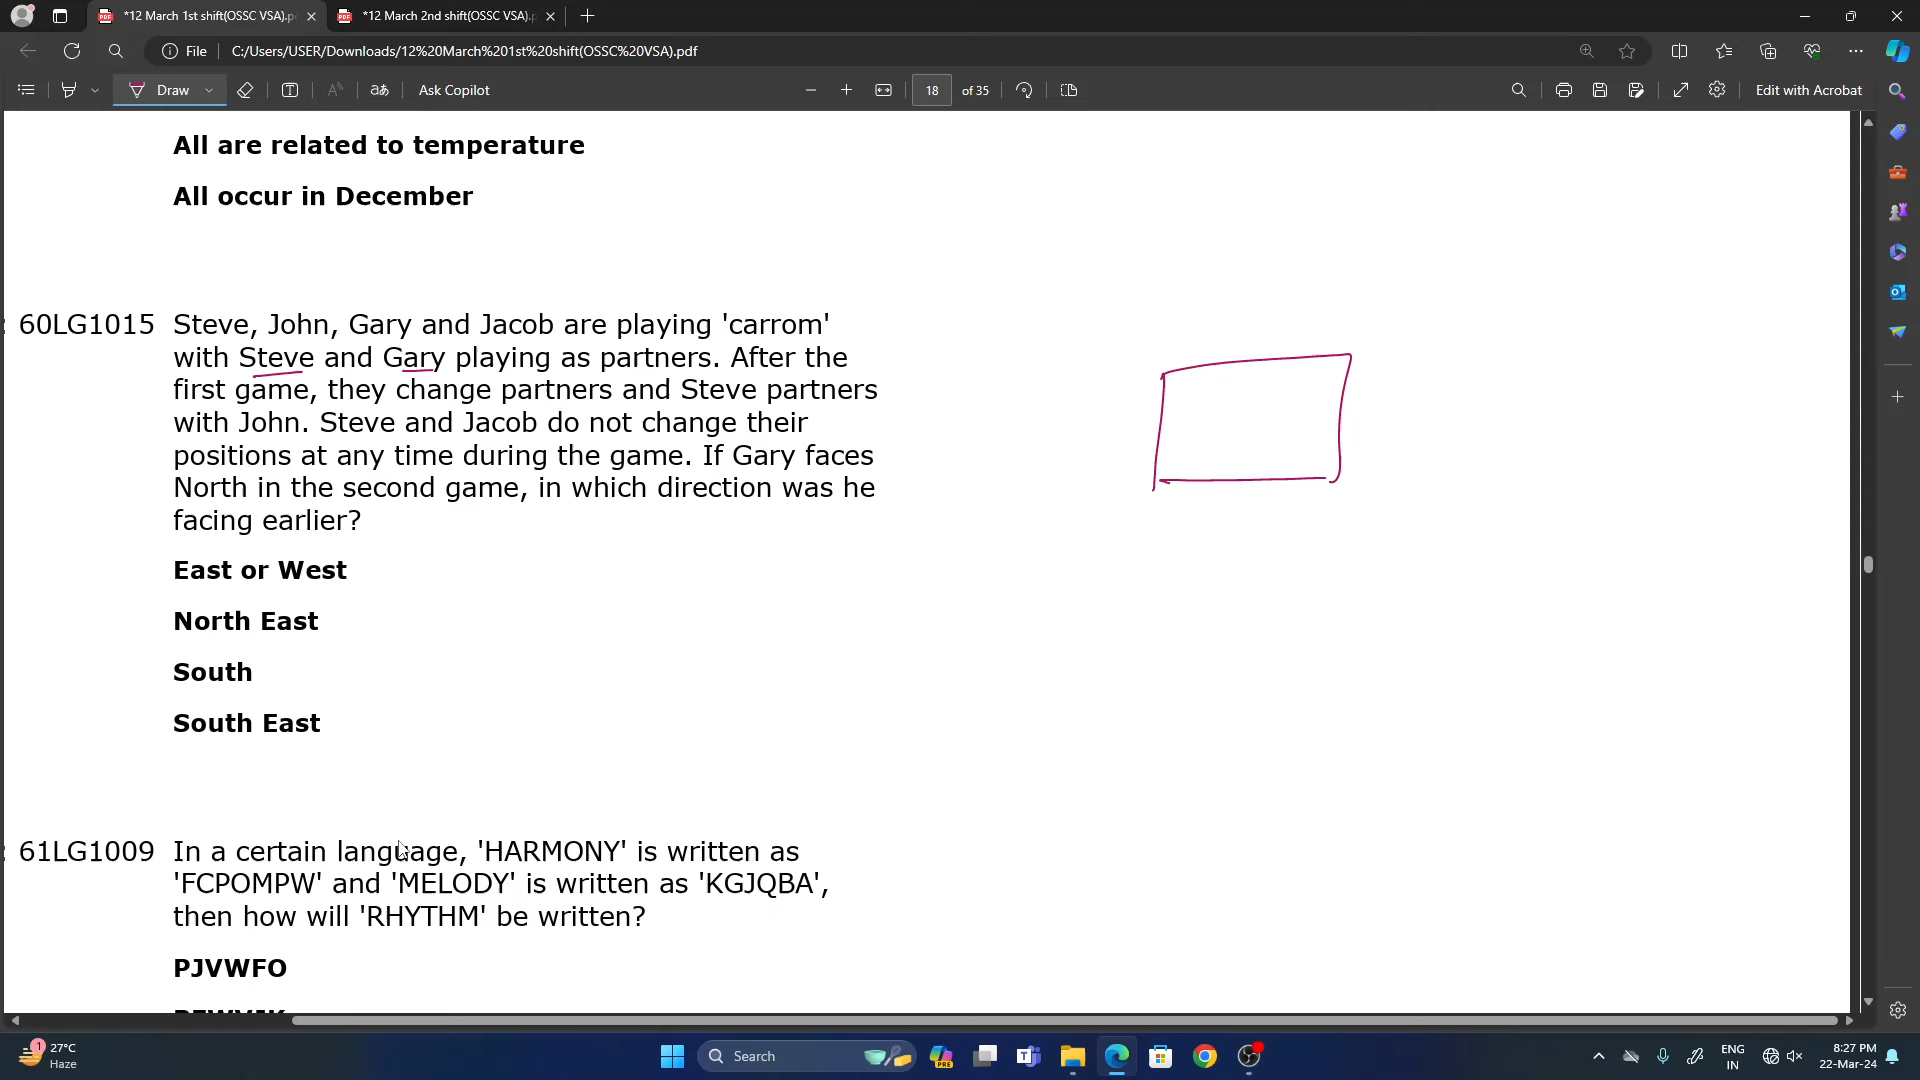 *12 March 1st shift(OSSC VSA).p
*12 March 2nd shift(OSSC VSA).p
File
C:/Users/USER/Downloads/12%20March%201st%20shift(OSSC%20VSA).pdf
Draw
Ask Copilot
18
of 35
Edit with Acrobat
All are related to temperature
All occur in December
60LG1015 Steve, John, Gary and Jacob are playing 'carrom'
with Steve and Gary playing as partners. After the
first game, they change partners and Steve partners
with John. Steve and Jacob do not change their
positions at any time during the game. If Gary faces
North in the second game, in which direction was he
facing earlier?
East or West
North East
South
South East
61LG1009 In a certain language, 'HARMONY' is written as
'FCPOMPW' and 'MELODY' is written as 'KGJQBA',
then how will 'RHYTHM' be written?
PJVWFO
1
27°C
Haze
Search
PRE
ENG
IN
8:27 PM
22-Mar-24